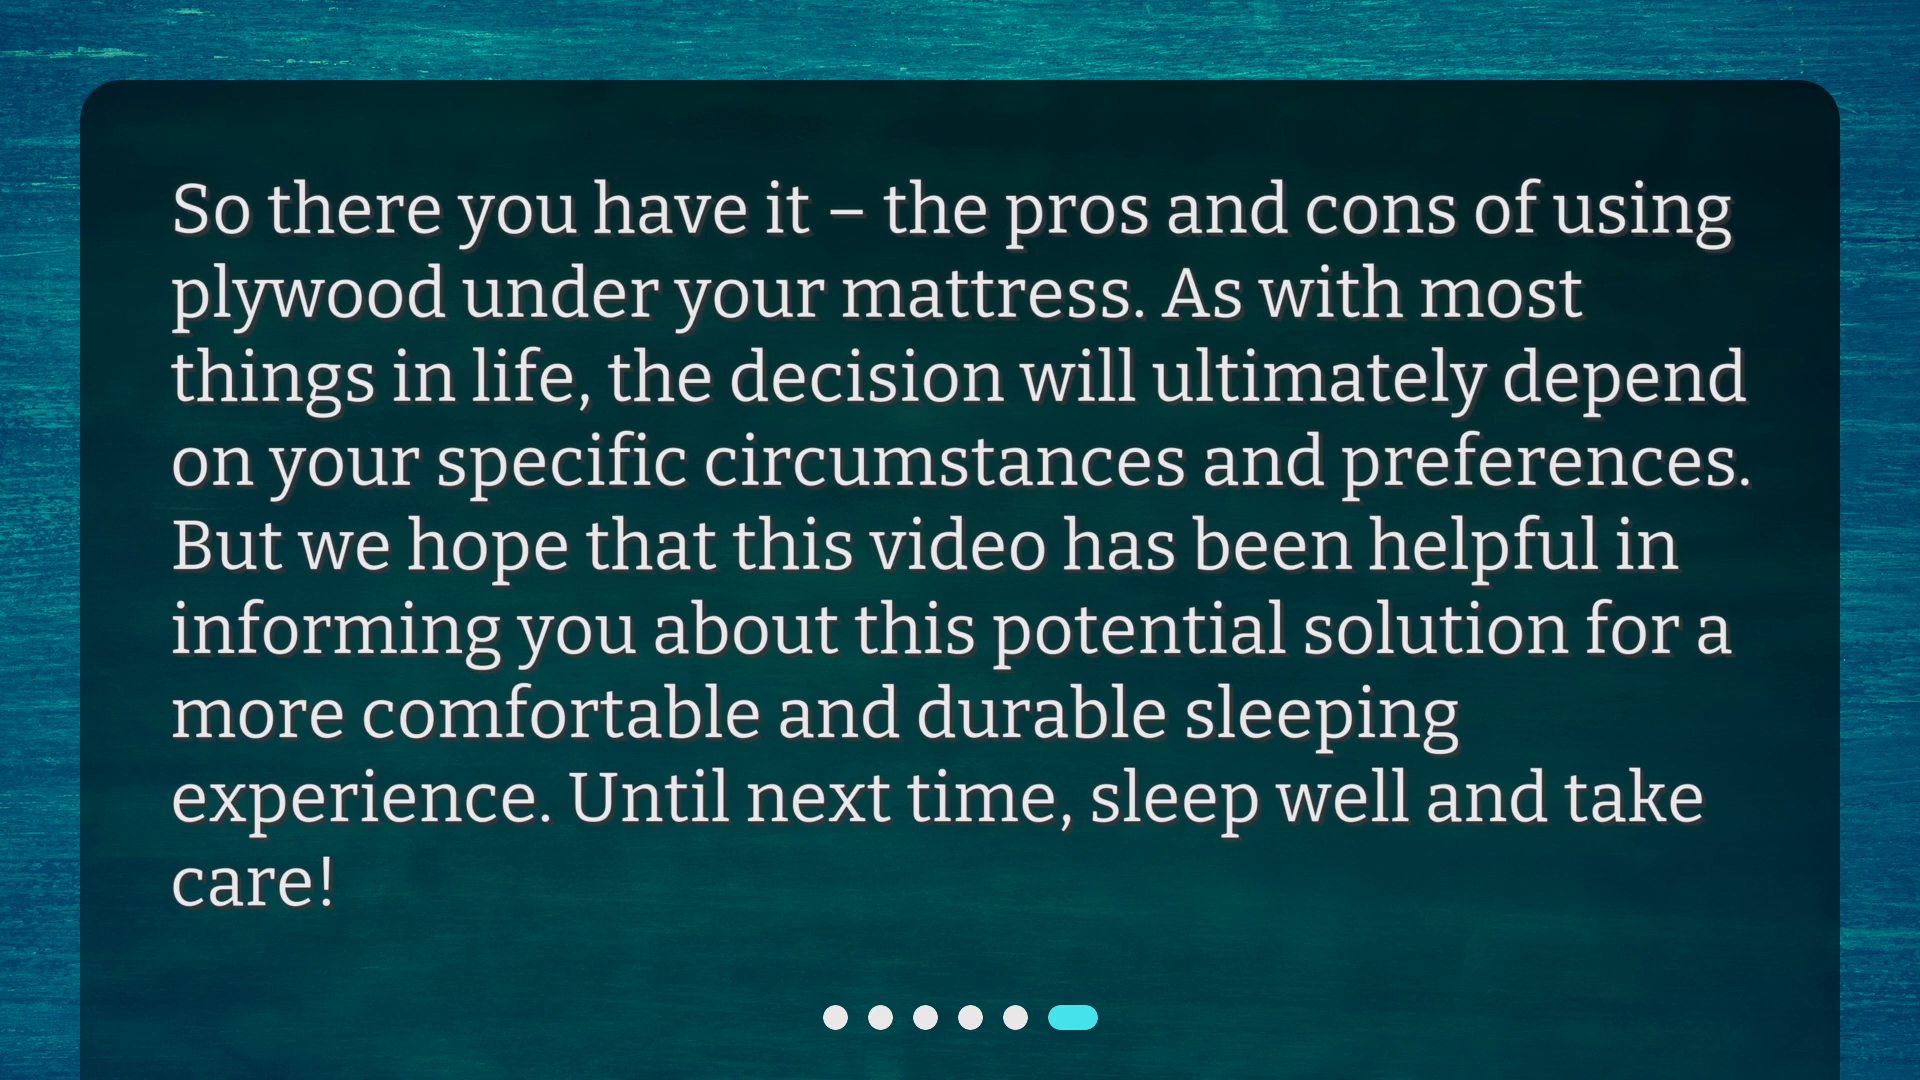 So there you have it – the pros and cons of using
plywood under your mattress. As with most
things in life, the decision will ultimately depend
on your specific circumstances and preferences.
But we hope that this video has been helpful in
informing you about this potential solution for a
more comfortable and durable sleeping
experience. Until next time, sleep well and take
care!